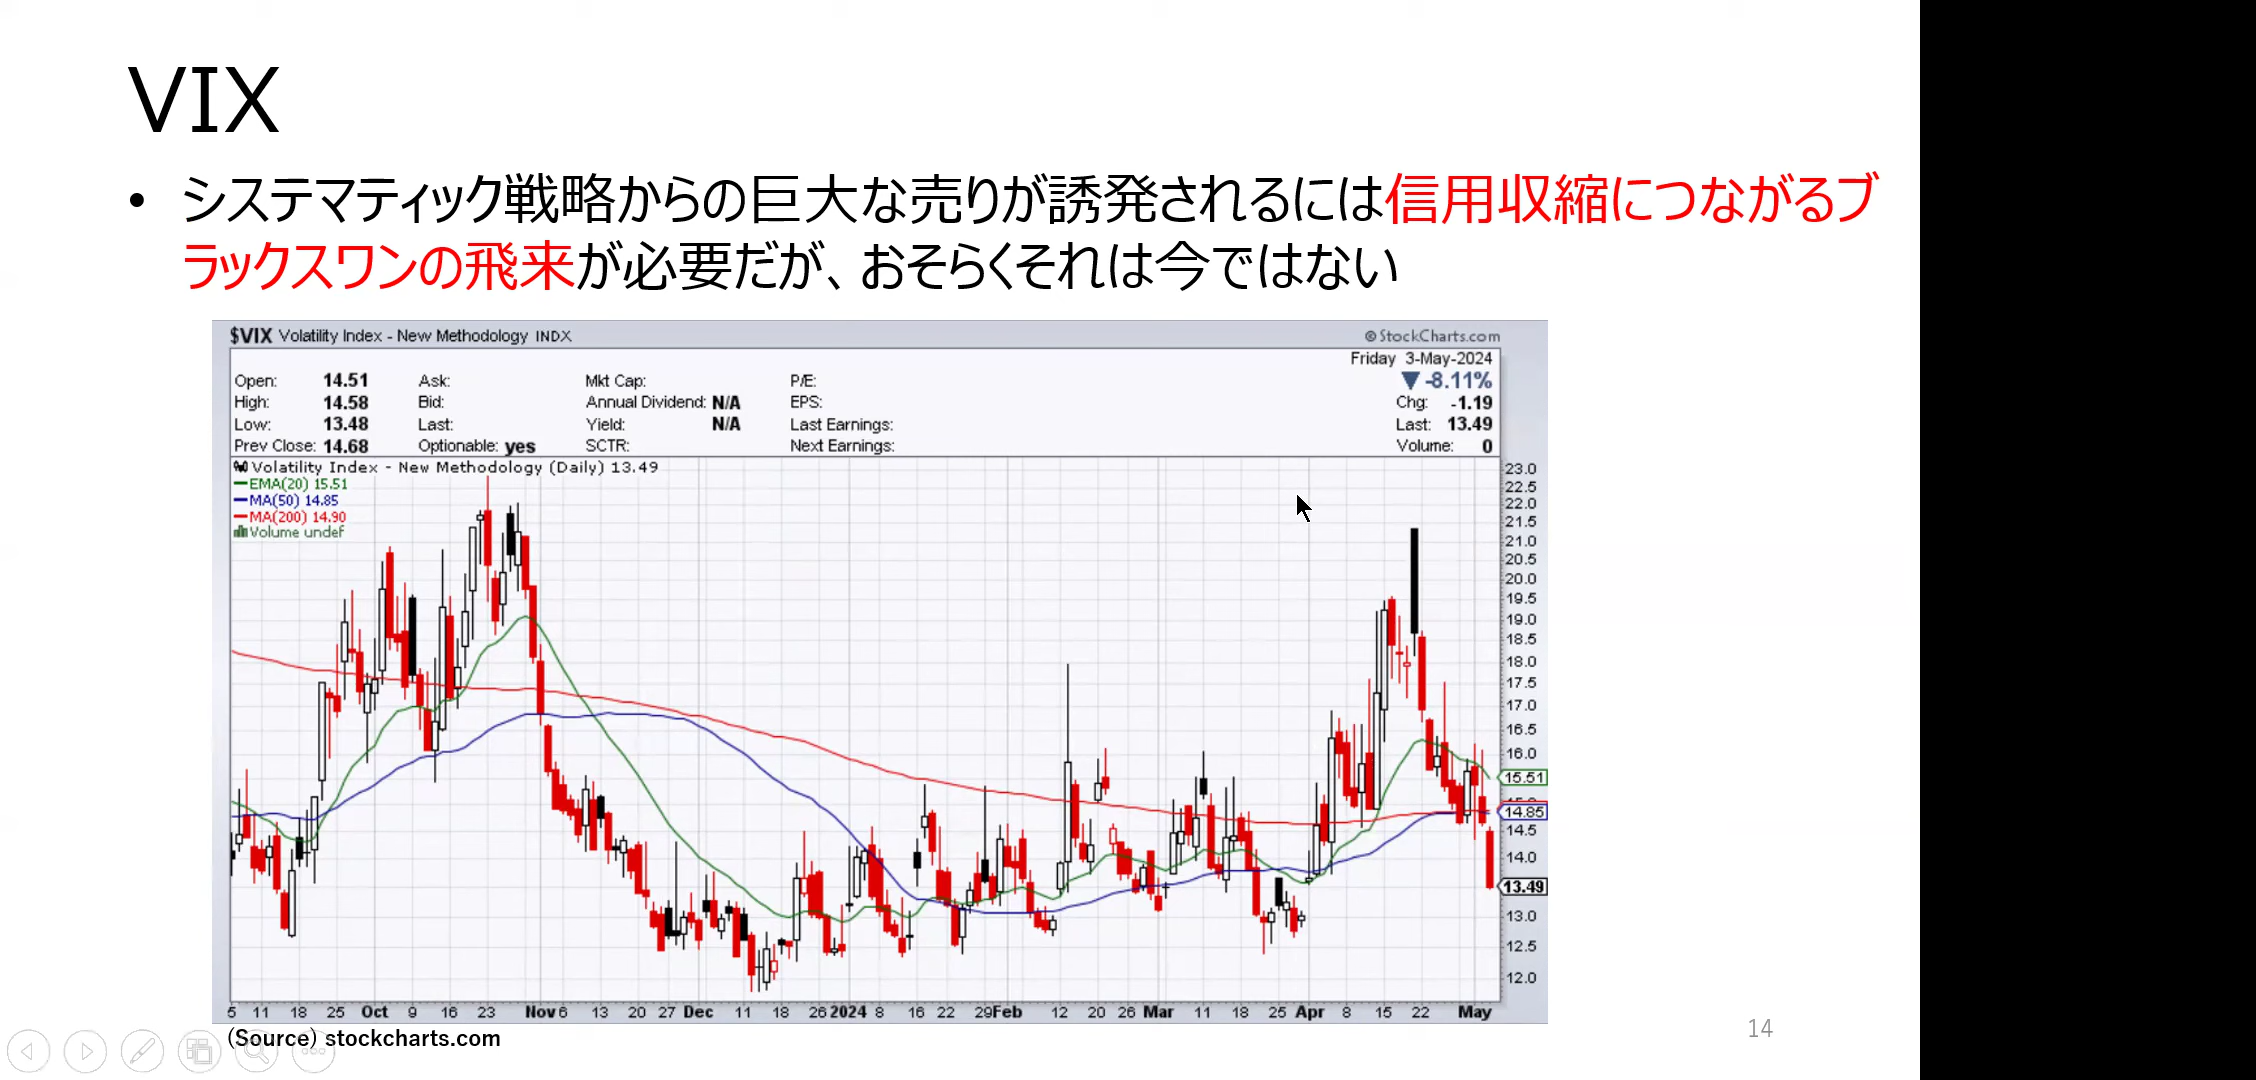 VIX
• システマティック戦略からの巨大な売りが誘発されるには信用収縮につながるブ
ラックスワンの飛来が必要だが、おそらくそれは今ではない
$VIX Volatility Index - New Methodology INDX
© StockCharts.com
Friday 3-May-2024
Open: 14.51 Ask: Mkt Cap: P/E: ▼ -8.11%
High: 14.58 Bid: Annual Dividend: N/A EPS: Chg: -1.19
Low: 13.48 Last: Yield: N/A Last Earnings: Last: 13.49
Prev Close: 14.68 Optionable: yes SCTR: Next Earnings: Volume: 0
Volatility Index - New Methodology (Daily) 13.49
EMA(20) 15.51
MA(50) 14.85
MA(200) 14.90
Volume undef
23.0
22.5
22.0
21.5
21.0
20.5
20.0
19.5
19.0
18.5
18.0
17.5
17.0
16.5
16.0
15.51
14.85
14.5
14.0
13.49
13.0
12.5
12.0
5 11 18 25 Oct 9 16 23 Nov 6 13 20 27 Dec 11 18 26 2024 8 16 22 29 Feb 12 20 26 Mar 11 18 25 Apr 8 15 22 May
(Source) stockcharts.com
14